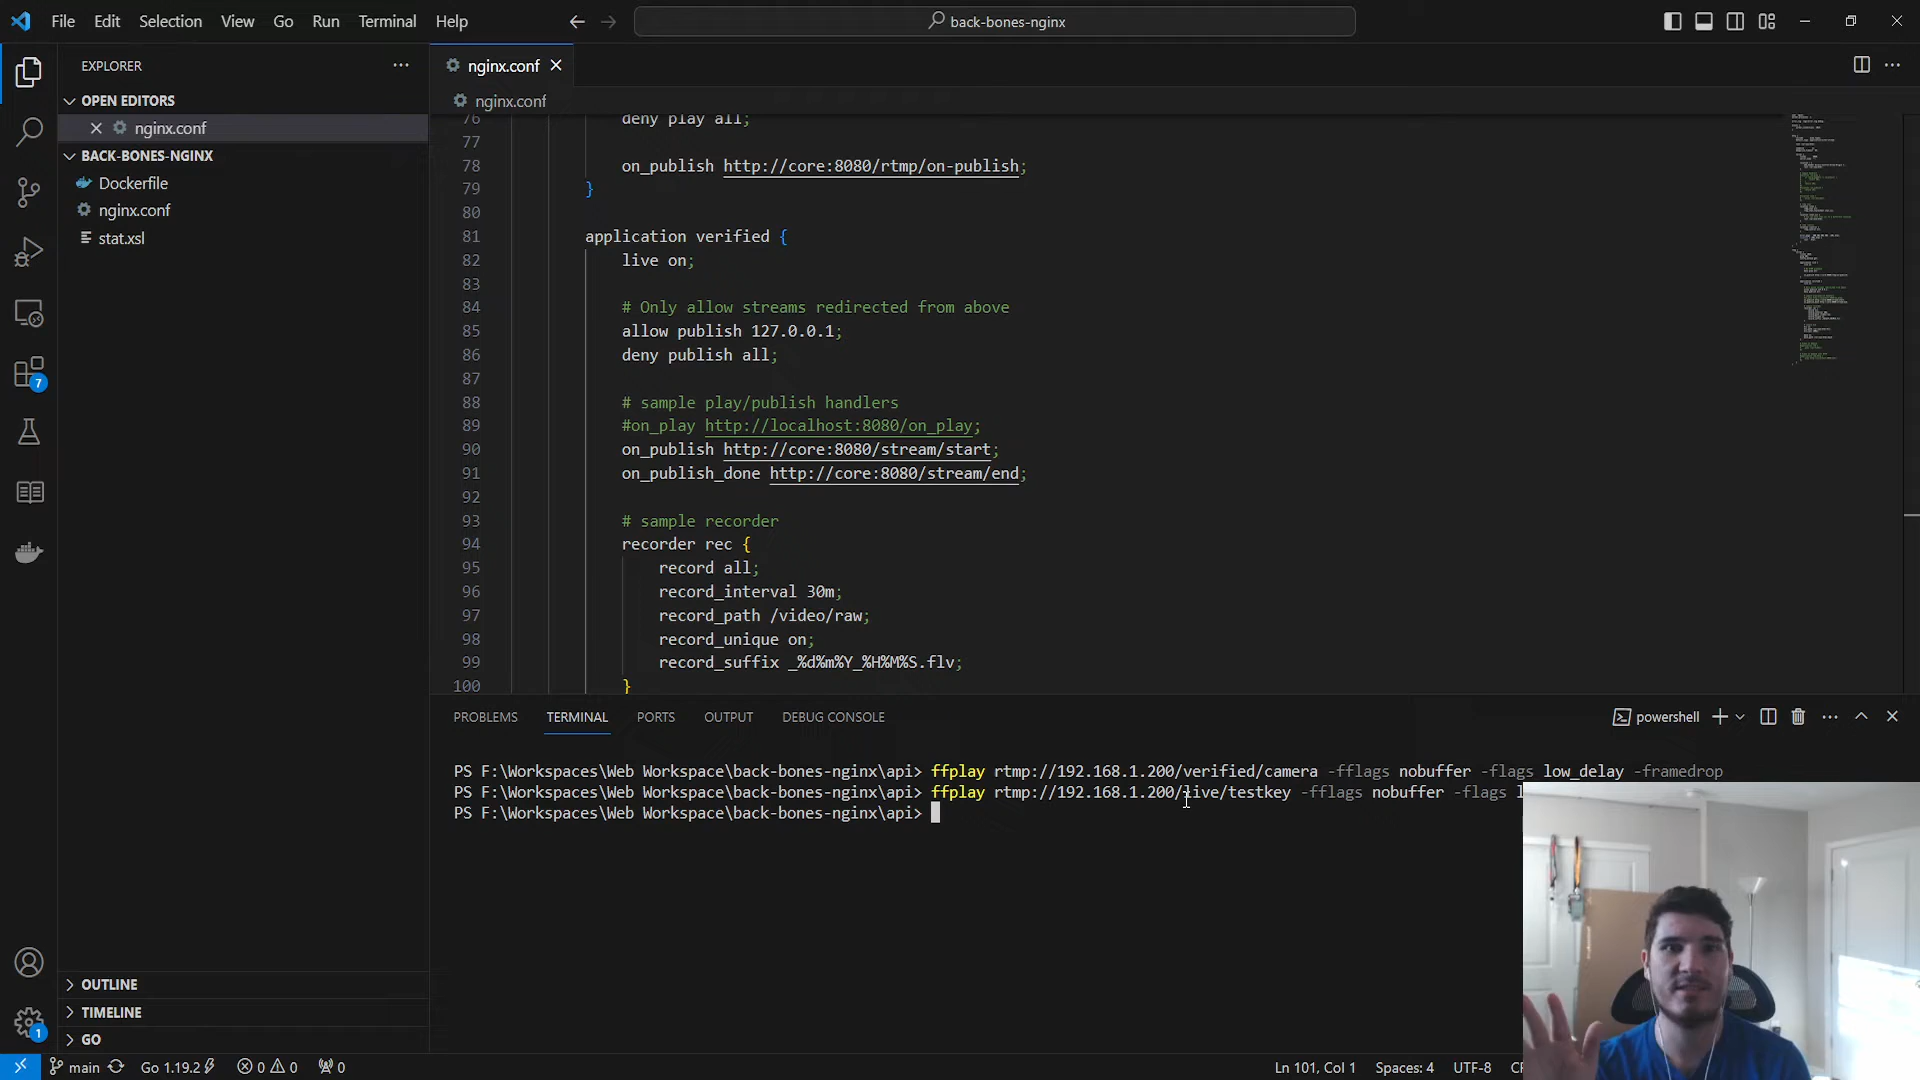 File Edit Selection View Go Run Terminal Help
back-bones-nginx
EXPLORER
OPEN EDITORS
nginx.conf
BACK-BONES-NGINX
Dockerfile
nginx.conf
stat.xsl
OUTLINE
TIMELINE
GO
7
1
nginx.conf
nginx.conf
76 deny play all;
77
78 on_publish http://core:8080/rtmp/on-publish;
79 }
80
81 application verified {
82 live on;
83
84 # Only allow streams redirected from above
85 allow publish 127.0.0.1;
86 deny publish all;
87
88 # sample play/publish handlers
89 #on_play http://localhost:8080/on_play;
90 on_publish http://core:8080/stream/start;
91 on_publish_done http://core:8080/stream/end;
92
93 # sample recorder
94 recorder rec {
95 record all;
96 record_interval 30m;
97 record_path /video/raw;
98 record_unique on;
99 record_suffix _%d%m%Y_%H%M%S.flv;
100 }
PROBLEMS TERMINAL PORTS OUTPUT DEBUG CONSOLE
powershell
PS F:\Workspaces\Web Workspace\back-bones-nginx\api> ffplay rtmp://192.168.1.200/verified/camera -fflags nobuffer -flags low_delay -framedrop
PS F:\Workspaces\Web Workspace\back-bones-nginx\api> ffplay rtmp://192.168.1.200/live/testkey -fflags nobuffer -flags
PS F:\Workspaces\Web Workspace\back-bones-nginx\api>
main Go 1.19.2 0 0 0 Ln 101, Col 1 Spaces: 4 UTF-8